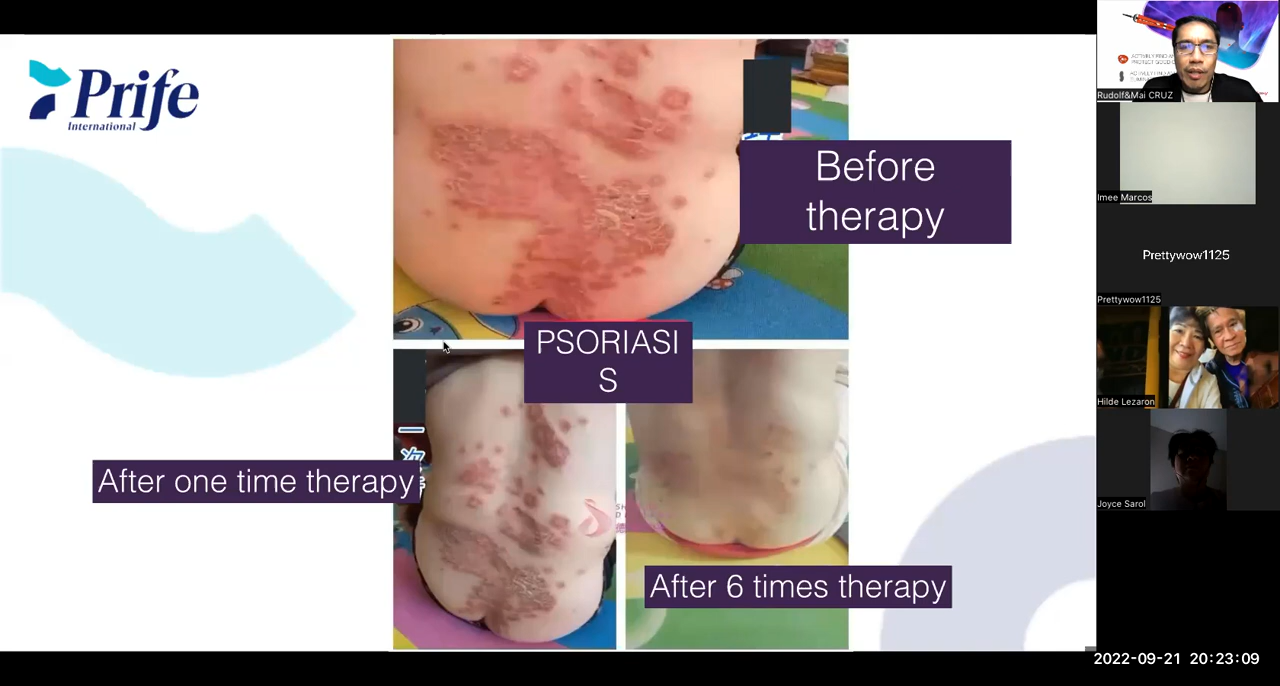 Prife
International
Before
therapy
PSORIASI
S
After one time therapy
After 6 times therapy
Rudolf&Mai CRUZ
Imee Marcos
Prettywow1125
Prettywow1125
Hilde Lezaron
Joyce Sarol
2022-09-21 20:23:09